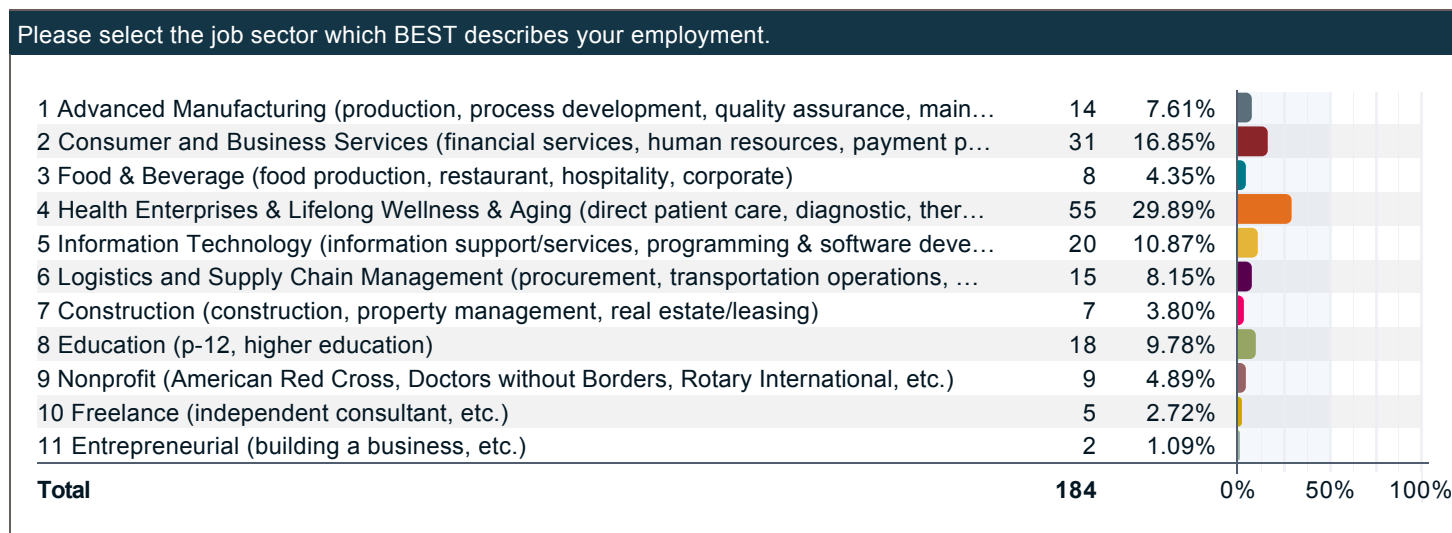 Please select the job sector which BEST describes your employment.
1 Advanced Manufacturing (production, process development, quality assurance, main… 14 7.61%
2 Consumer and Business Services (financial services, human resources, payment p… 31 16.85%
3 Food & Beverage (food production, restaurant, hospitality, corporate) 8 4.35%
4 Health Enterprises & Lifelong Wellness & Aging (direct patient care, diagnostic, ther… 55 29.89%
5 Information Technology (information support/services, programming & software deve… 20 10.87%
6 Logistics and Supply Chain Management (procurement, transportation operations, … 15 8.15%
7 Construction (construction, property management, real estate/leasing) 7 3.80%
8 Education (p-12, higher education) 18 9.78%
9 Nonprofit (American Red Cross, Doctors without Borders, Rotary International, etc.) 9 4.89%
10 Freelance (independent consultant, etc.) 5 2.72%
11 Entrepreneurial (building a business, etc.) 2 1.09%
Total 184 0% 50% 100%